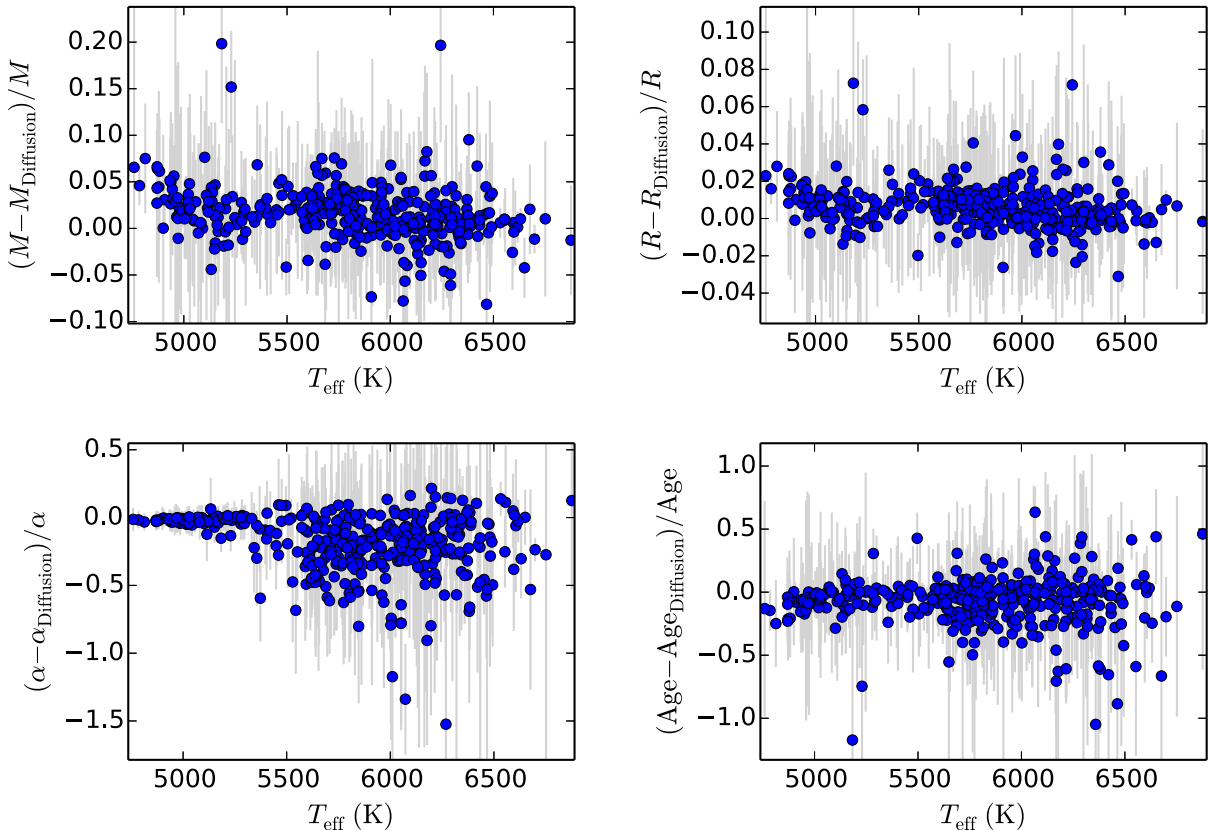 (M−M_Diffusion)/M
0.20
0.15
0.10
0.05
0.00
−0.05
−0.10
5000 5500 6000 6500
T_eff (K)
(R−R_Diffusion)/R
0.10
0.08
0.06
0.04
0.02
0.00
−0.02
−0.04
5000 5500 6000 6500
T_eff (K)
(α−α_Diffusion)/α
0.5
0.0
−0.5
−1.0
−1.5
5000 5500 6000 6500
T_eff (K)
(Age−Age_Diffusion)/Age
1.0
0.5
0.0
−0.5
−1.0
5000 5500 6000 6500
T_eff (K)